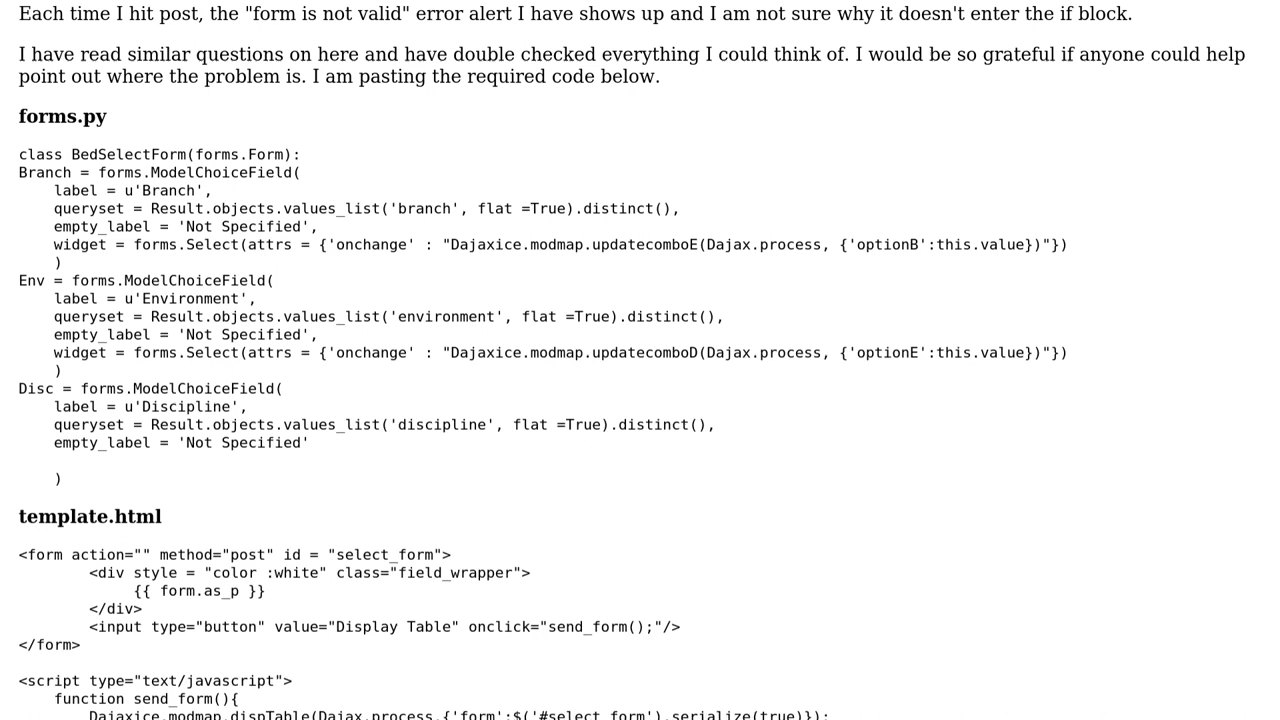 Each time I hit post, the "form is not valid" error alert I have shows up and I am not sure why it doesn't enter the if block.
I have read similar questions on here and have double checked everything I could think of. I would be so grateful if anyone could help
point out where the problem is. I am pasting the required code below.
forms.py
class BedSelectForm(forms.Form):
Branch = forms.ModelChoiceField(
    label = u'Branch',
    queryset = Result.objects.values_list('branch', flat =True).distinct(),
    empty_label = 'Not Specified',
    widget = forms.Select(attrs = {'onchange' : "Dajaxice.modmap.updatecomboE(Dajax.process, {'optionB':this.value})"})
    )
Env = forms.ModelChoiceField(
    label = u'Environment',
    queryset = Result.objects.values_list('environment', flat =True).distinct(),
    empty_label = 'Not Specified',
    widget = forms.Select(attrs = {'onchange' : "Dajaxice.modmap.updatecomboD(Dajax.process, {'optionE':this.value})"})
    )
Disc = forms.ModelChoiceField(
    label = u'Discipline',
    queryset = Result.objects.values_list('discipline', flat =True).distinct(),
    empty_label = 'Not Specified'
    )
template.html
<form action="" method="post" id = "select_form">
        <div style = "color :white" class="field_wrapper">
             {{ form.as_p }}
        </div>
        <input type="button" value="Display Table" onclick="send_form();"/>
</form>
<script type="text/javascript">
    function send_form(){
        Dajaxice.modmap.dispTable(Dajax.process,{'form':$('#select_form').serialize(true)});